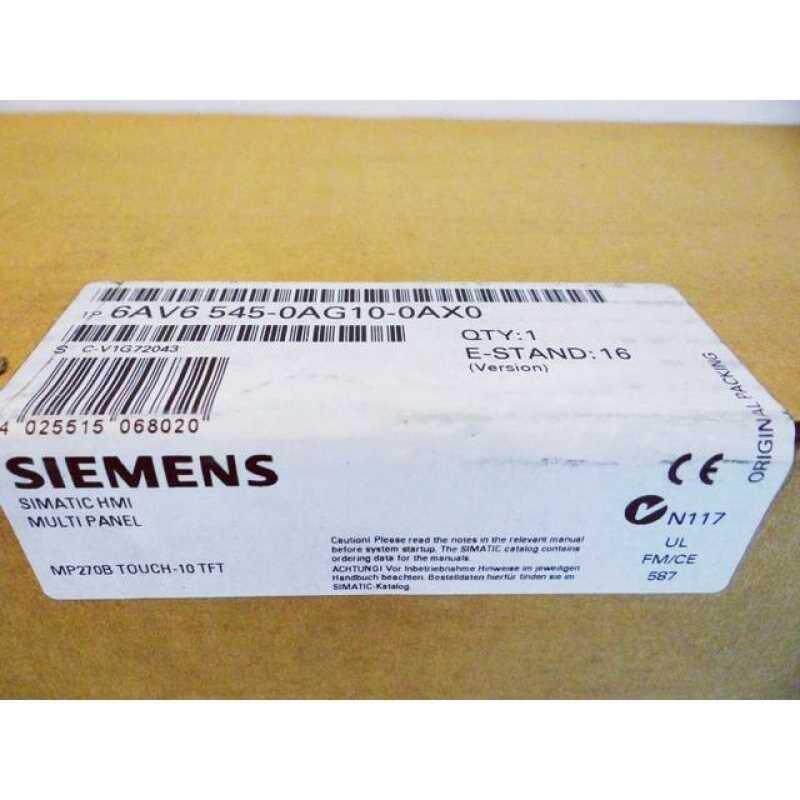 1P 6AV6 545-0AG10-0AX0
S C-V1G72043
QTY:1
E-STAND:16
(Version)
4 025515 068020
SIEMENS
SIMATIC HMI
MULTI PANEL
MP270B TOUCH-10 TFT
Caution! Please read the notes in the relevant manual
before system startup. The SIMATIC catalog contains
ordering data for the manuals.
ACHTUNG! Vor Inbetriebnahme Hinweise im jeweiligen
Handbuch beachten. Bestelldaten hierfür finden sie im
SIMATIC-Katalog.
CE
N117
UL
FM/CE
587
ORIGINAL PACKING